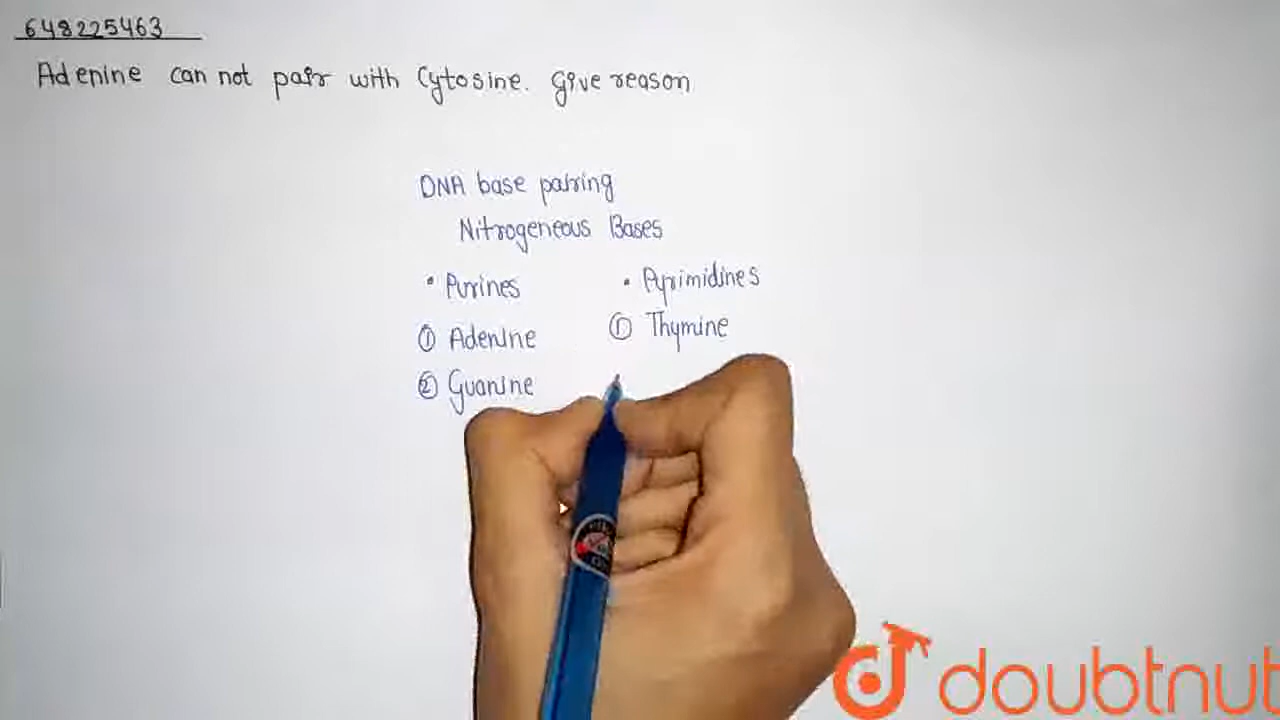 648225463
Adenine can not pair with Cytosine. Give reason
DNA base pairing
Nitrogeneous Bases
• Purines • Pyrimidines
① Adenine ① Thymine
② Guanine
doubtnut